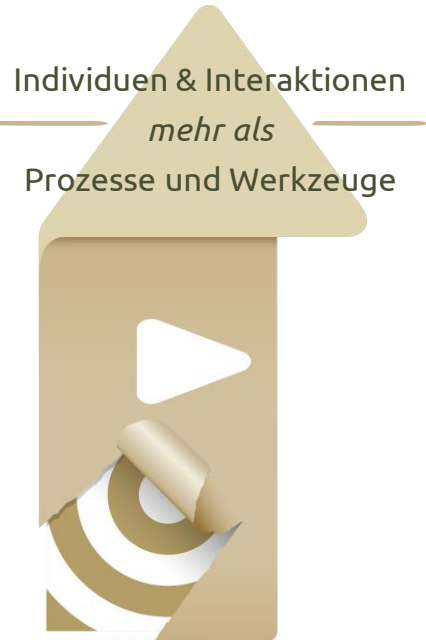 Individuen & Interaktionen
mehr als
Prozesse und Werkzeuge